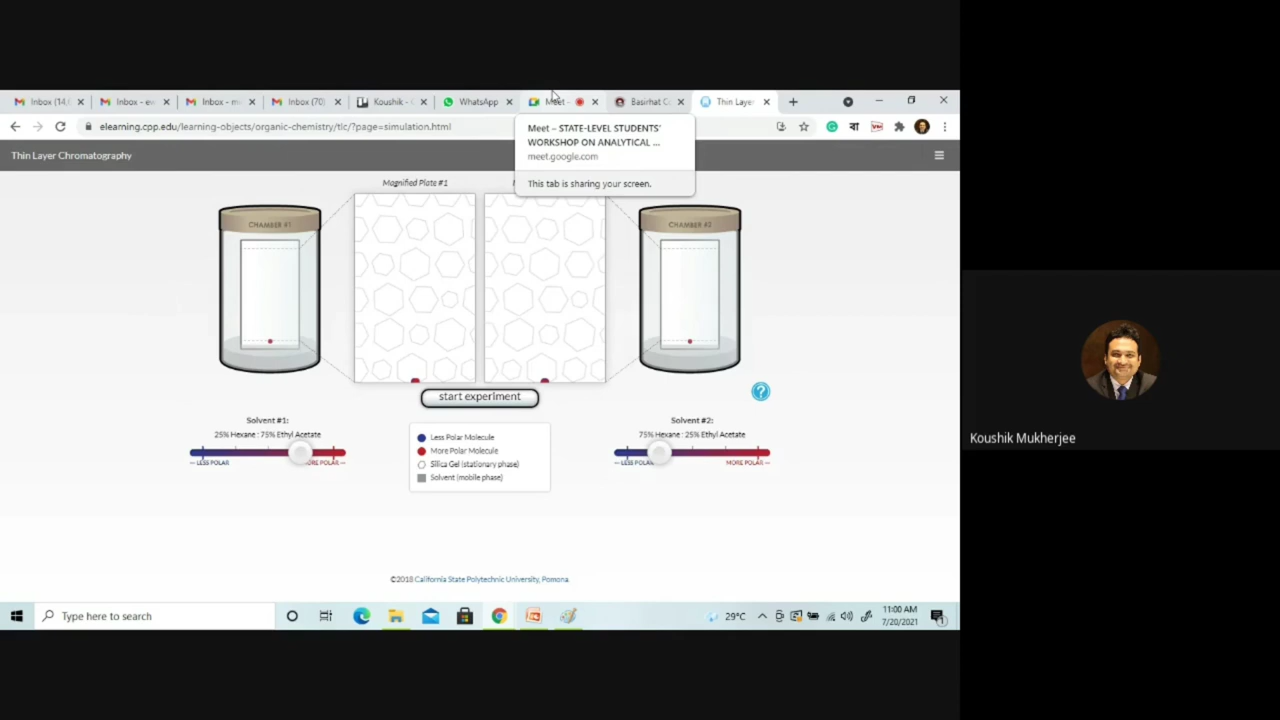 Inbox (14,
Inbox - ew
Inbox - m
Inbox (70)
Koushik -
WhatsApp
Meet -
Basirhat Co
Thin Layer
elearning.cpp.edu/learning-objects/organic-chemistry/tlc/?page=simulation.html
Meet – STATE-LEVEL STUDENTS'
WORKSHOP ON ANALYTICAL ...
meet.google.com
This tab is sharing your screen.
Thin Layer Chromatography
Magnified Plate #1
CHAMBER #1
CHAMBER #2
start experiment
?
Solvent #1:
25% Hexane : 75% Ethyl Acetate
— LESS POLAR
MORE POLAR —
Less Polar Molecule
More Polar Molecule
Silica Gel (stationary phase)
Solvent (mobile phase)
Solvent #2:
75% Hexane : 25% Ethyl Acetate
— LESS POLAR
MORE POLAR —
©2018 California State Polytechnic University, Pomona
Type here to search
29°C
11:00 AM
7/20/2021
Koushik Mukherjee